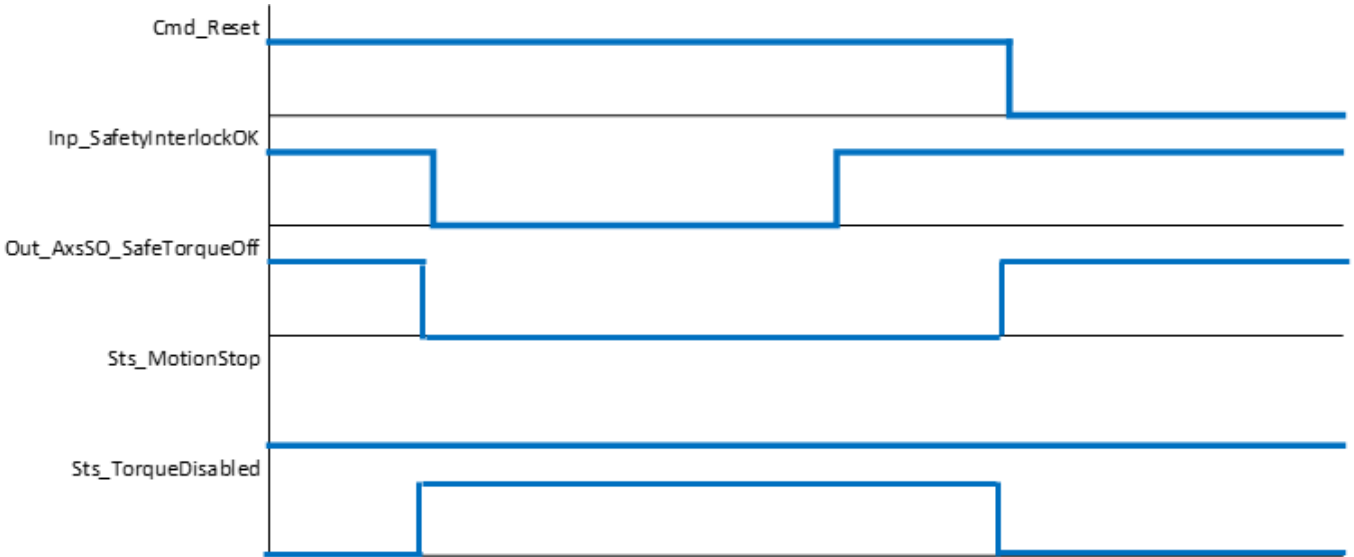 Cmd_Reset
Inp_SafetyInterlockOK
Out_AxsSO_SafeTorqueOff
Sts_MotionStop
Sts_TorqueDisabled